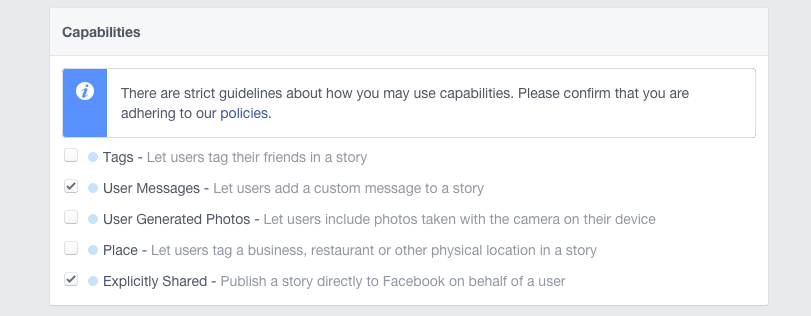 Capabilities
There are strict guidelines about how you may use capabilities. Please confirm that you are
adhering to our policies.
Tags - Let users tag their friends in a story
User Messages - Let users add a custom message to a story
User Generated Photos - Let users include photos taken with the camera on their device
Place - Let users tag a business, restaurant or other physical location in a story
Explicitly Shared - Publish a story directly to Facebook on behalf of a user